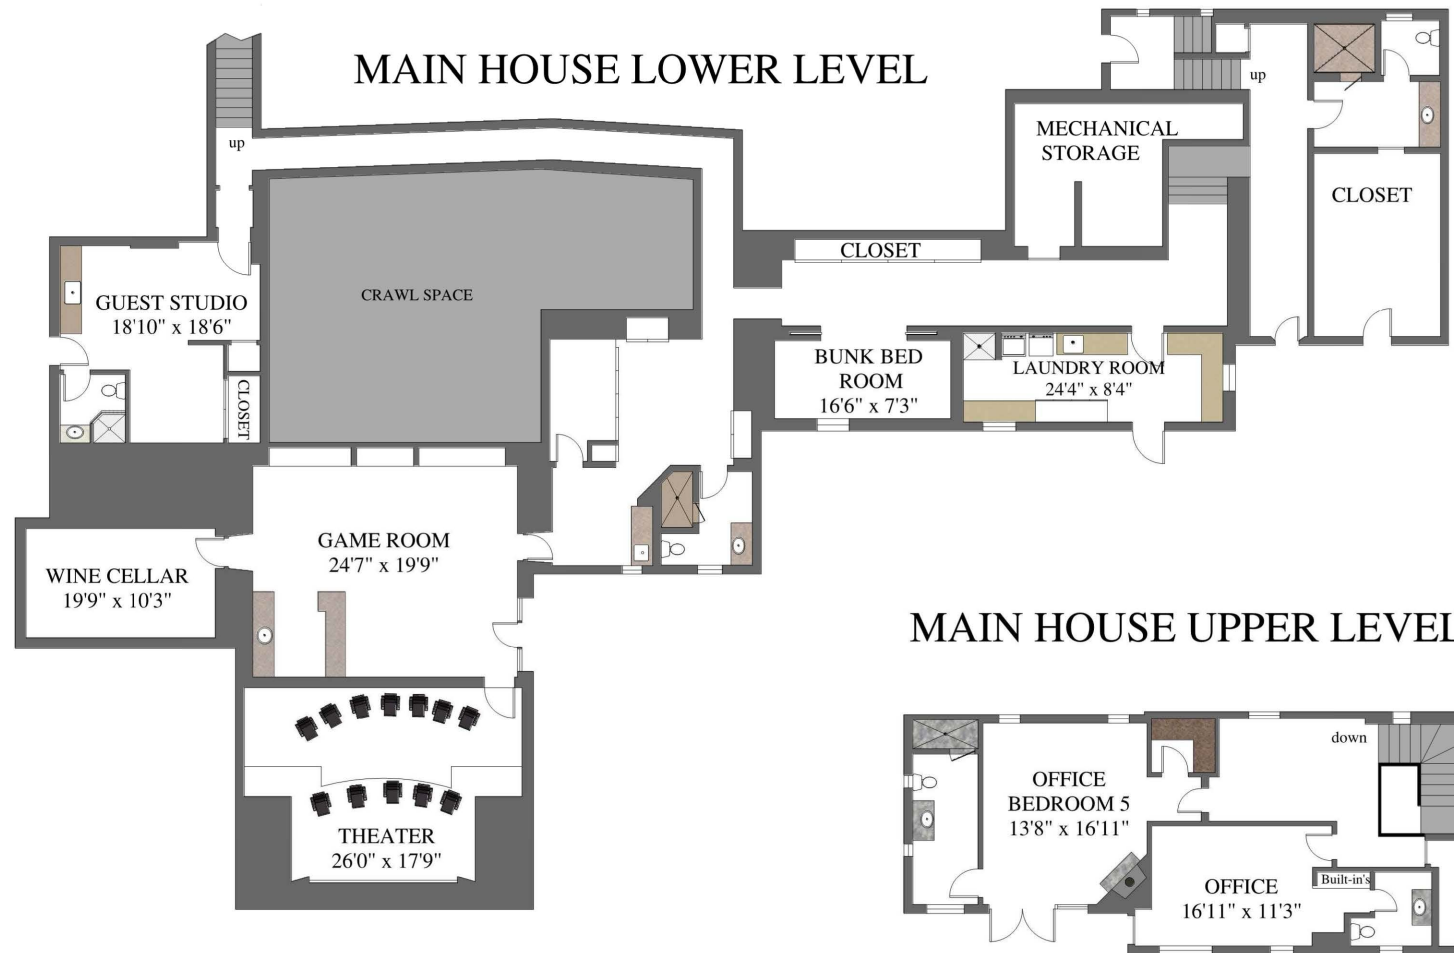 MAIN HOUSE LOWER LEVEL
up
up
MECHANICAL
STORAGE
CLOSET
CLOSET
CRAWL SPACE
GUEST STUDIO
18'10" x 18'6"
CLOSET
BUNK BED
ROOM
16'6" x 7'3"
LAUNDRY ROOM
24'4" x 8'4"
GAME ROOM
24'7" x 19'9"
WINE CELLAR
19'9" x 10'3"
THEATER
26'0" x 17'9"
MAIN HOUSE UPPER LEVEL
down
OFFICE
BEDROOM 5
13'8" x 16'11"
OFFICE
16'11" x 11'3"
Built-in's